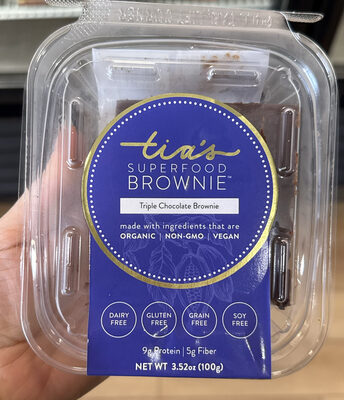 tia's
SUPERFOOD
BROWNIE™
Triple Chocolate Brownie
made with ingredients that are
ORGANIC | NON-GMO | VEGAN
DAIRY FREE
GLUTEN FREE
GRAIN FREE
SOY FREE
9g Protein | 5g Fiber
NET WT 3.52oz (100g)